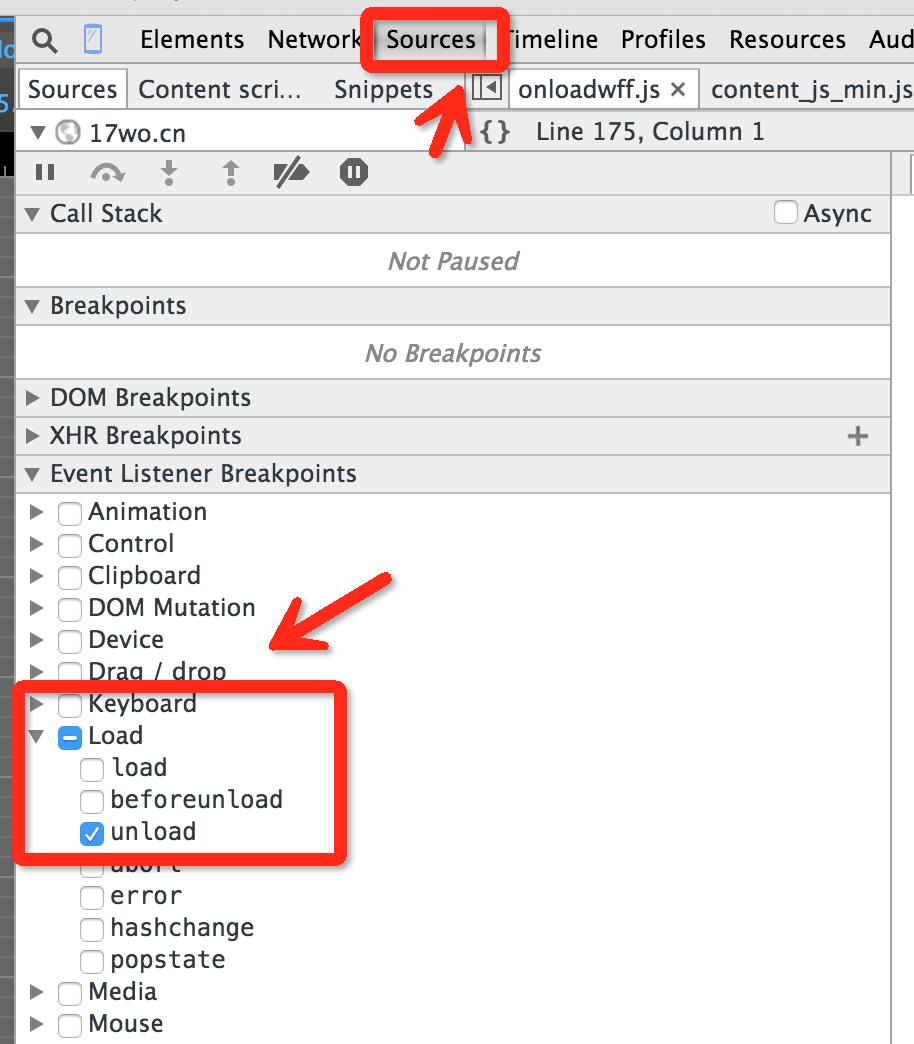 Elements Network Sources Timeline Profiles Resources Aud
Sources Content scri... Snippets onloadwff.js × content_js_min.js
17wo.cn {} Line 175, Column 1
Call Stack Async
Not Paused
Breakpoints
No Breakpoints
DOM Breakpoints
XHR Breakpoints +
Event Listener Breakpoints
Animation
Control
Clipboard
DOM Mutation
Device
Drag / drop
Keyboard
Load
load
beforeunload
unload
abort
error
hashchange
popstate
Media
Mouse